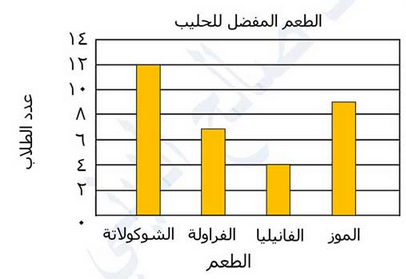 الطعم المفضل للحليب
عدد الطلاب
١٤
١٢
١٠
٨
٦
٤
٢
٠
الشوكولاتة
الفراولة
الفانيليا
الموز
الطعم